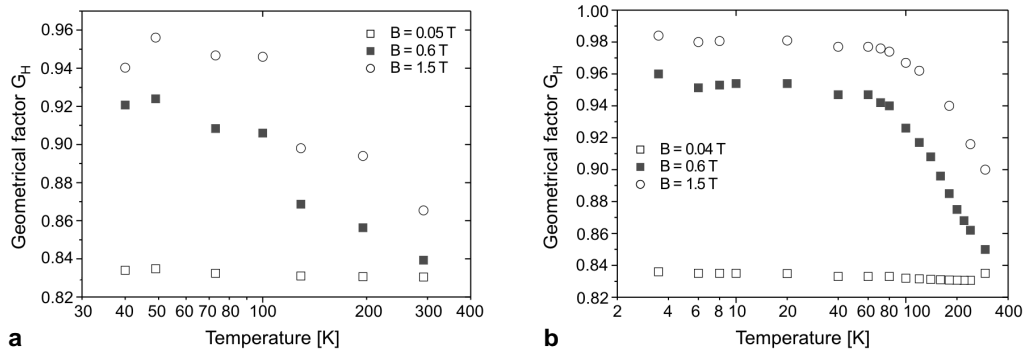 0.96
0.94
0.92
0.90
0.88
0.86
0.84
0.82
Geometrical factor G_H
B = 0.05 T
B = 0.6 T
B = 1.5 T
30 40 50 60 70 80 100 200 300 400
Temperature [K]
a
1.00
0.98
0.96
0.94
0.92
0.90
0.88
0.86
0.84
0.82
Geometrical factor G_H
B = 0.04 T
B = 0.6 T
B = 1.5 T
2 4 6 8 10 20 40 60 80 100 200 400
Temperature [K]
b